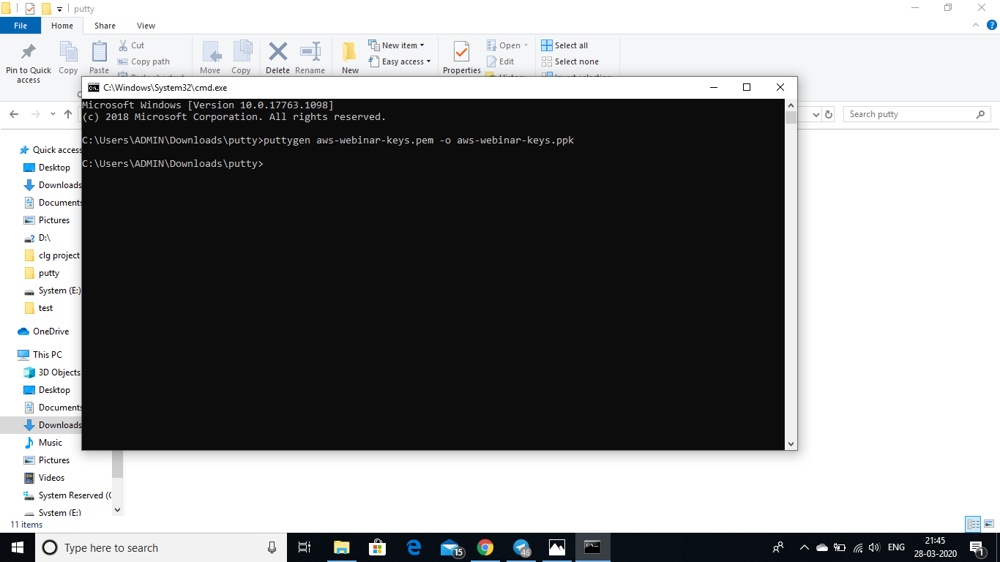 putty
File
Home
Share
View
Pin to Quick access
Copy
Paste
Cut
Copy path
Move
Copy
Delete
Rename
New
New item
Easy access
Properties
Open
Edit
Select all
Select none
C:\Windows\System32\cmd.exe
Microsoft Windows [Version 10.0.17763.1098]
(c) 2018 Microsoft Corporation. All rights reserved.
C:\Users\ADMIN\Downloads\putty>puttygen aws-webinar-keys.pem -o aws-webinar-keys.ppk
C:\Users\ADMIN\Downloads\putty>
Search putty
Quick access
Desktop
Downloads
Documents
Pictures
D:\
clg project
putty
System (E:)
test
OneDrive
This PC
3D Objects
Desktop
Documents
Downloads
Music
Pictures
Videos
System Reserved (
System (E:)
11 items
Type here to search
15
46
ENG
21:45
28-03-2020
1